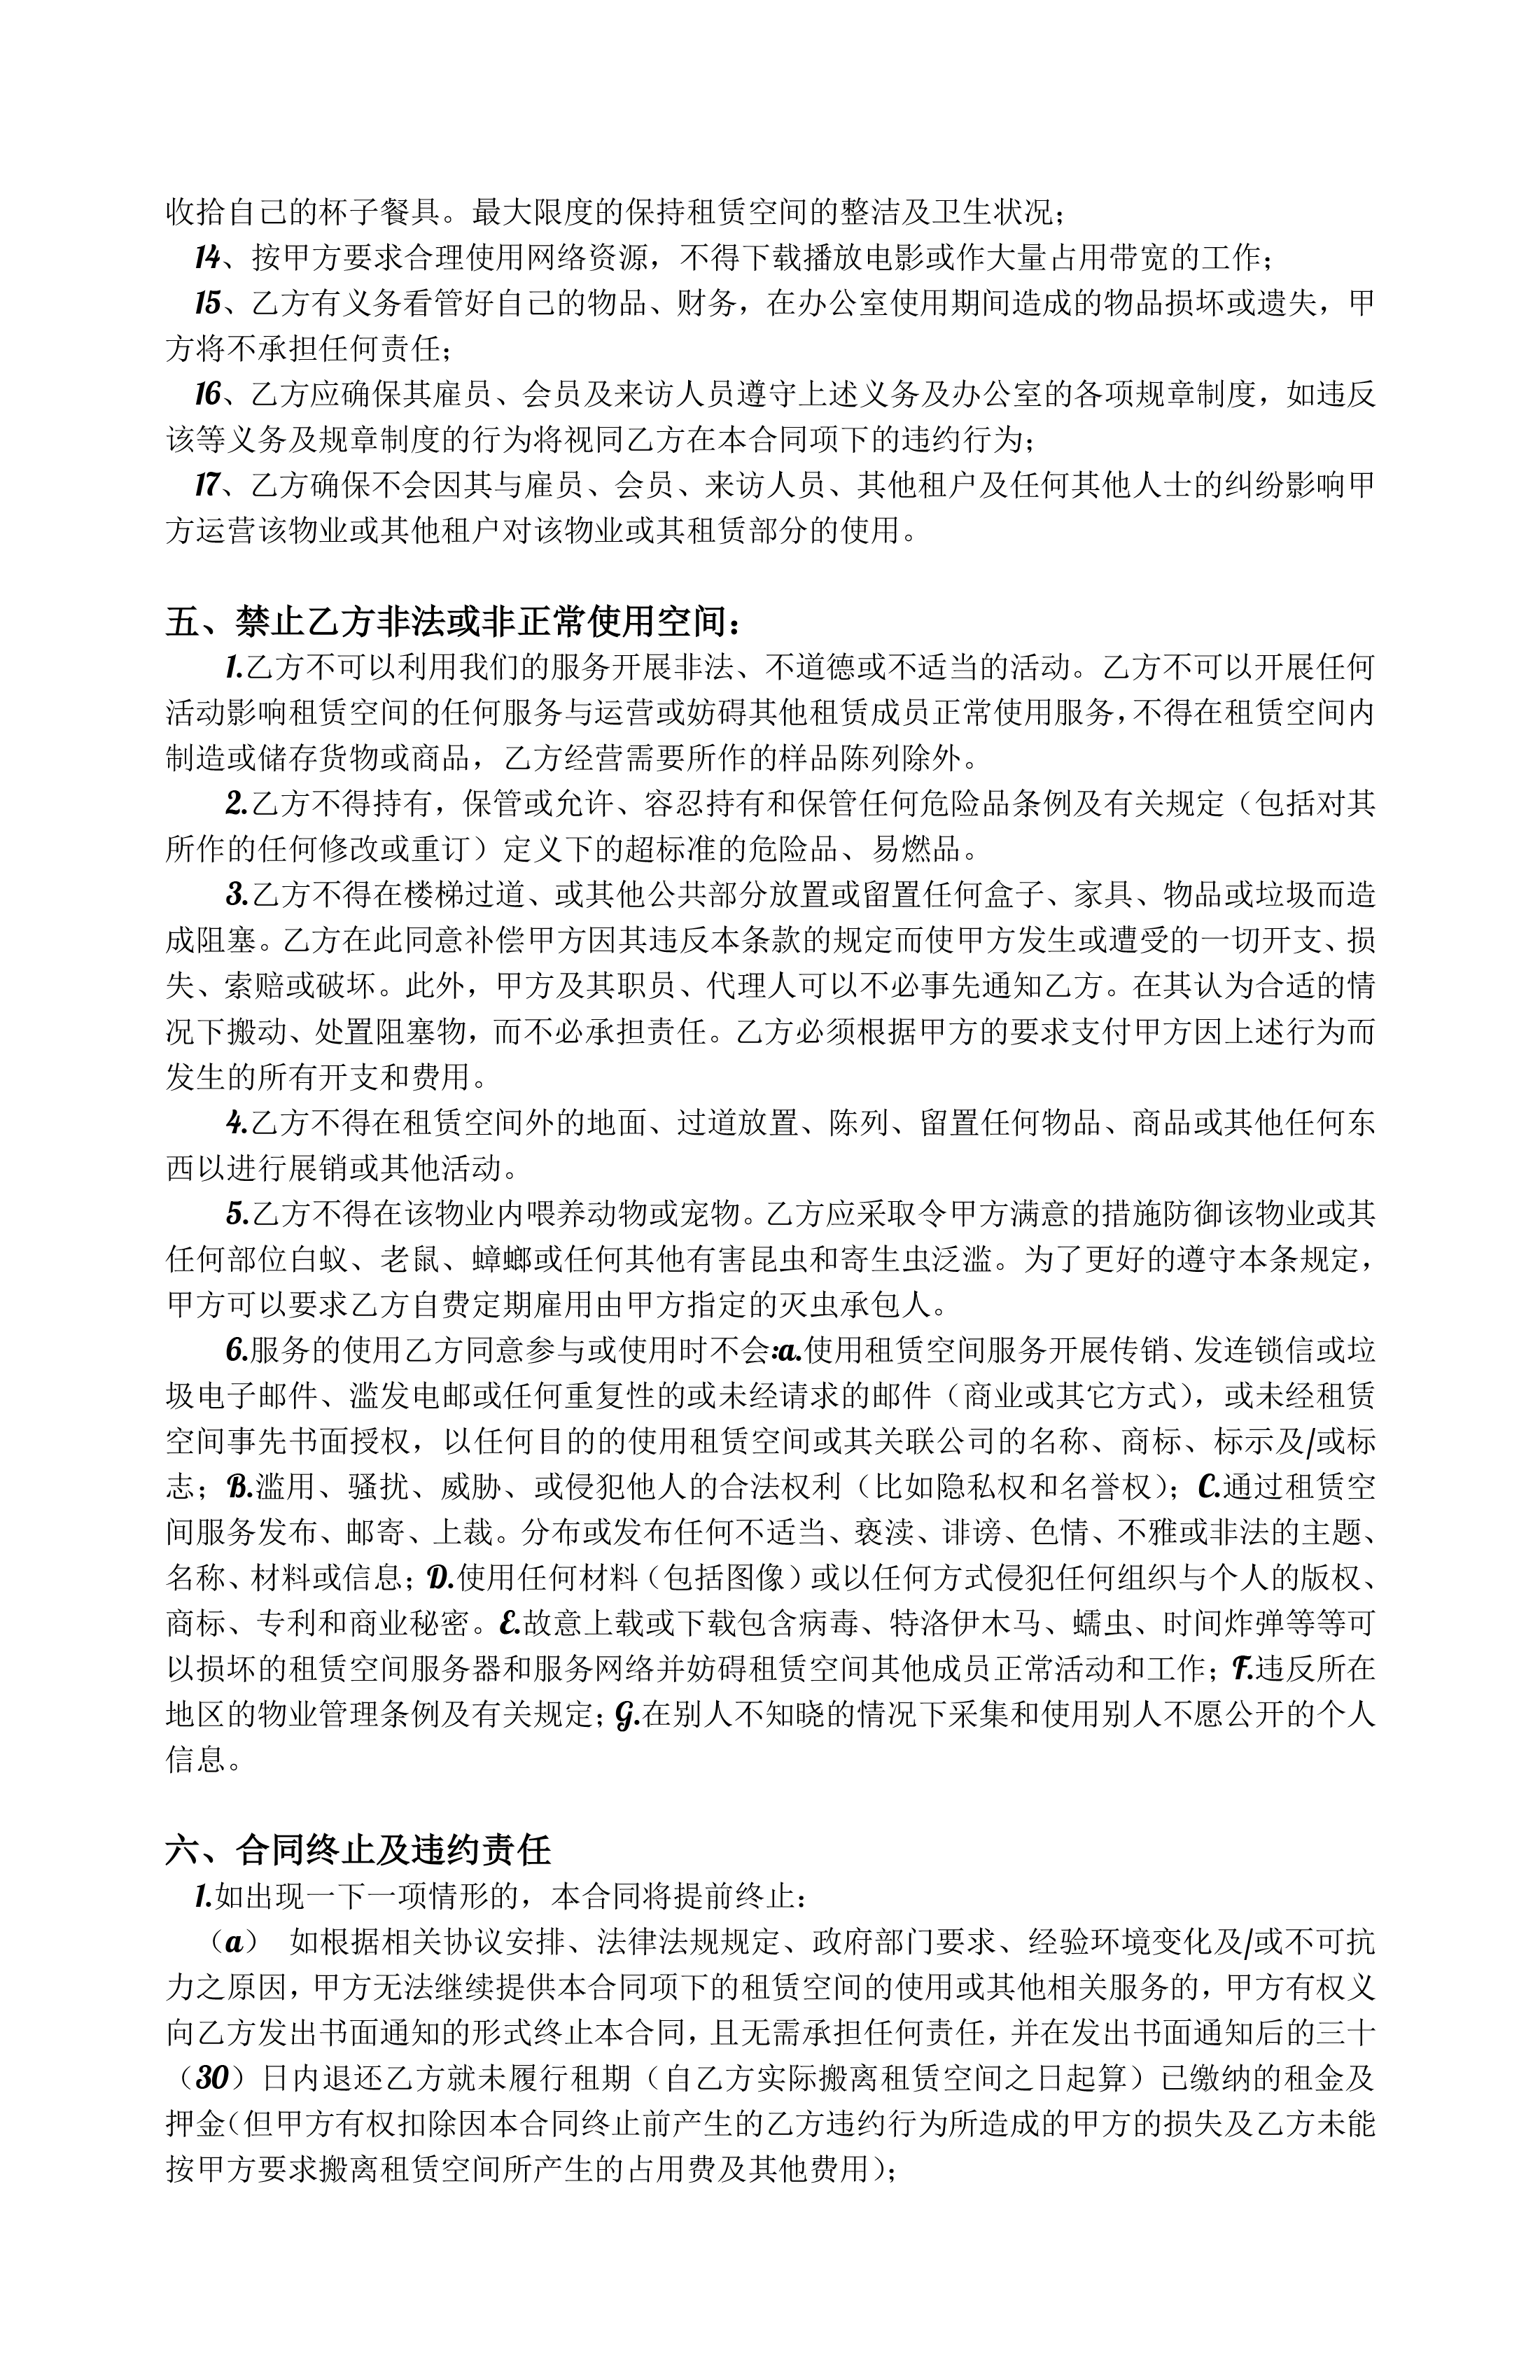 收拾自己的杯子餐具。最大限度的保持租赁空间的整洁及卫生状况；
14、按甲方要求合理使用网络资源，不得下载播放电影或作大量占用带宽的工作；
15、乙方有义务看管好自己的物品、财务，在办公室使用期间造成的物品损坏或遗失，甲
方将不承担任何责任；
16、乙方应确保其雇员、会员及来访人员遵守上述义务及办公室的各项规章制度，如违反
该等义务及规章制度的行为将视同乙方在本合同项下的违约行为；
17、乙方确保不会因其与雇员、会员、来访人员、其他租户及任何其他人士的纠纷影响甲
方运营该物业或其他租户对该物业或其租赁部分的使用。
五、禁止乙方非法或非正常使用空间：
1.乙方不可以利用我们的服务开展非法、不道德或不适当的活动。乙方不可以开展任何
活动影响租赁空间的任何服务与运营或妨碍其他租赁成员正常使用服务，不得在租赁空间内
制造或储存货物或商品，乙方经营需要所作的样品陈列除外。
2.乙方不得持有，保管或允许、容忍持有和保管任何危险品条例及有关规定（包括对其
所作的任何修改或重订）定义下的超标准的危险品、易燃品。
3.乙方不得在楼梯过道、或其他公共部分放置或留置任何盒子、家具、物品或垃圾而造
成阻塞。乙方在此同意补偿甲方因其违反本条款的规定而使甲方发生或遭受的一切开支、损
失、索赔或破坏。此外，甲方及其职员、代理人可以不必事先通知乙方。在其认为合适的情
况下搬动、处置阻塞物，而不必承担责任。乙方必须根据甲方的要求支付甲方因上述行为而
发生的所有开支和费用。
4.乙方不得在租赁空间外的地面、过道放置、陈列、留置任何物品、商品或其他任何东
西以进行展销或其他活动。
5.乙方不得在该物业内喂养动物或宠物。乙方应采取令甲方满意的措施防御该物业或其
任何部位白蚁、老鼠、蟑螂或任何其他有害昆虫和寄生虫泛滥。为了更好的遵守本条规定，
甲方可以要求乙方自费定期雇用由甲方指定的灭虫承包人。
6.服务的使用乙方同意参与或使用时不会:a.使用租赁空间服务开展传销、发连锁信或垃
圾电子邮件、滥发电邮或任何重复性的或未经请求的邮件（商业或其它方式），或未经租赁
空间事先书面授权，以任何目的的使用租赁空间或其关联公司的名称、商标、标示及/或标
志；B.滥用、骚扰、威胁、或侵犯他人的合法权利（比如隐私权和名誉权）；C.通过租赁空
间服务发布、邮寄、上裁。分布或发布任何不适当、亵渎、诽谤、色情、不雅或非法的主题、
名称、材料或信息；D.使用任何材料（包括图像）或以任何方式侵犯任何组织与个人的版权、
商标、专利和商业秘密。E.故意上载或下载包含病毒、特洛伊木马、蠕虫、时间炸弹等等可
以损坏的租赁空间服务器和服务网络并妨碍租赁空间其他成员正常活动和工作；F.违反所在
地区的物业管理条例及有关规定；G.在别人不知晓的情况下采集和使用别人不愿公开的个人
信息。
六、合同终止及违约责任
1.如出现一下一项情形的，本合同将提前终止：
（a） 如根据相关协议安排、法律法规规定、政府部门要求、经验环境变化及/或不可抗
力之原因，甲方无法继续提供本合同项下的租赁空间的使用或其他相关服务的，甲方有权义
向乙方发出书面通知的形式终止本合同，且无需承担任何责任，并在发出书面通知后的三十
（30）日内退还乙方就未履行租期（自乙方实际搬离租赁空间之日起算）已缴纳的租金及
押金（但甲方有权扣除因本合同终止前产生的乙方违约行为所造成的甲方的损失及乙方未能
按甲方要求搬离租赁空间所产生的占用费及其他费用）；